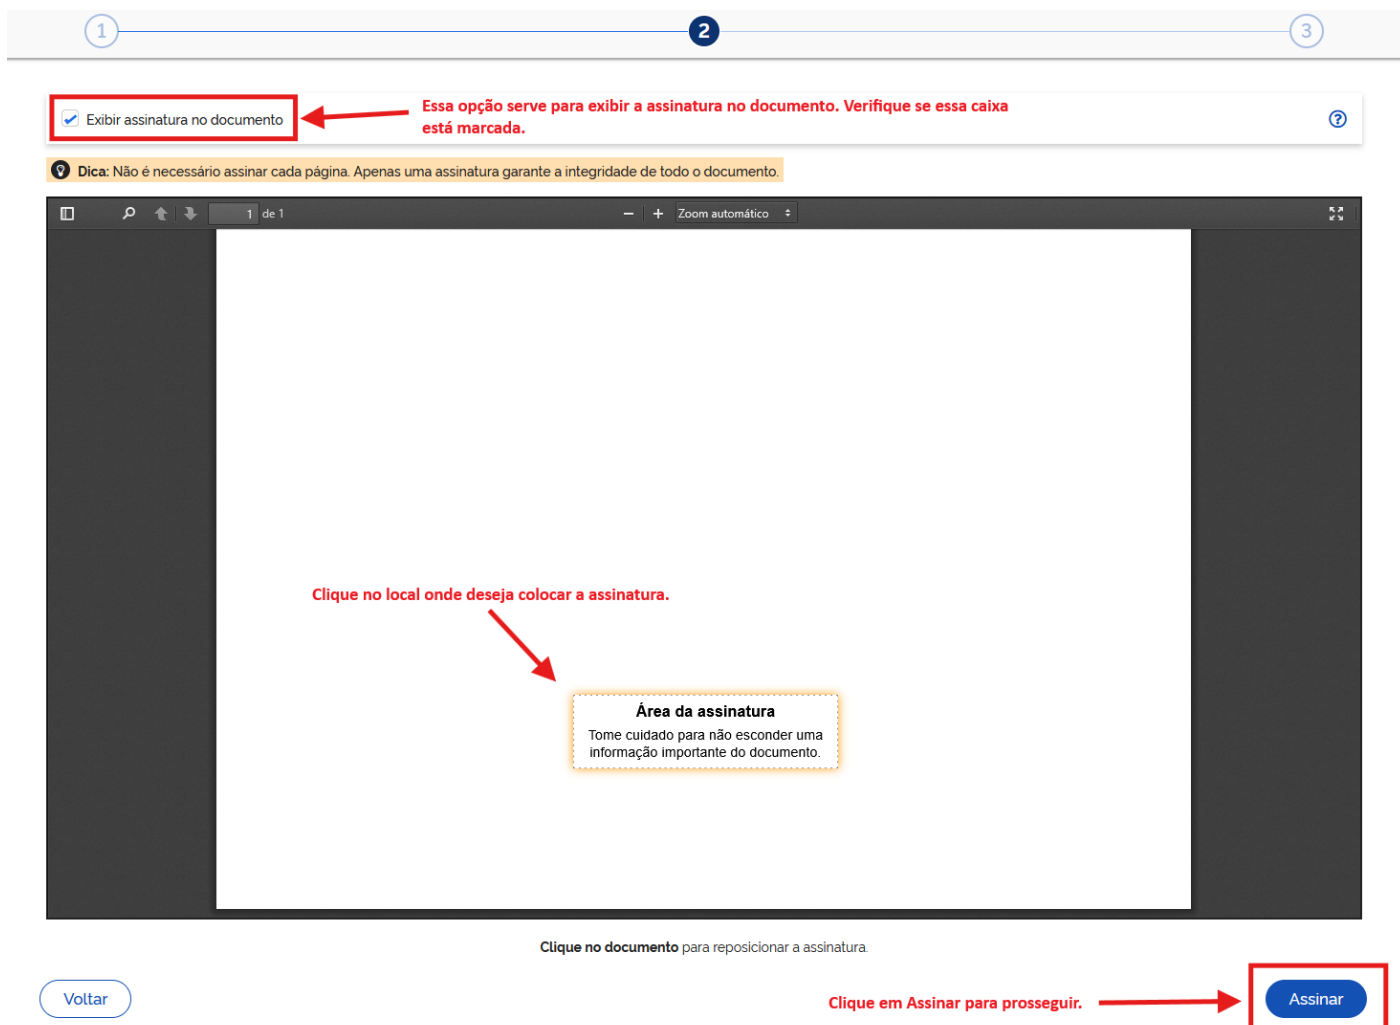 1
2
3
Exibir assinatura no documento
Essa opção serve para exibir a assinatura no documento. Verifique se essa caixa
está marcada.
?
Dica: Não é necessário assinar cada página. Apenas uma assinatura garante a integridade de todo o documento.
1 de 1
Zoom automático
Clique no local onde deseja colocar a assinatura.
Área da assinatura
Tome cuidado para não esconder uma
informação importante do documento.
Clique no documento para reposicionar a assinatura.
Voltar
Clique em Assinar para prosseguir.
Assinar